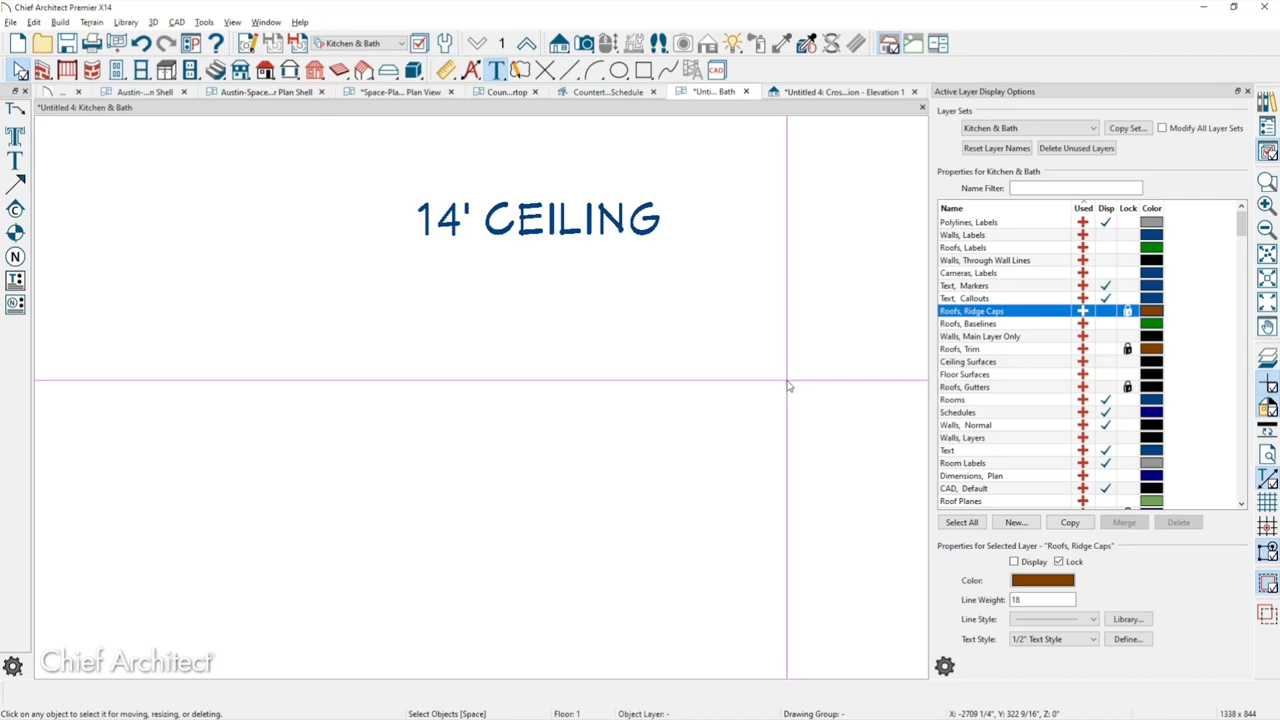 Chief Architect Premier X14
File Edit Build Terrain Library 3D CAD Tools View Window Help
Kitchen & Bath 1
CAD
... Austin-...n Shell Austin-Space...r Plan Shell *Space-Pla... Plan View Coun...rtop Countert...Schedule *Unti... Bath *Untitled 4: Cros...ion - Elevation 1
*Untitled 4: Kitchen & Bath
14' CEILING
Chief Architect
Active Layer Display Options
Layer Sets
Kitchen & Bath Copy Set... Modify All Layer Sets
Reset Layer Names Delete Unused Layers
Properties for Kitchen & Bath
Name Filter:
Name Used Disp Lock Color
Polylines, Labels
Walls, Labels
Roofs, Labels
Walls, Through Wall Lines
Cameras, Labels
Text, Markers
Text, Callouts
Roofs, Ridge Caps
Roofs, Baselines
Walls, Main Layer Only
Roofs, Trim
Ceiling Surfaces
Floor Surfaces
Roofs, Gutters
Rooms
Schedules
Walls, Normal
Walls, Layers
Text
Room Labels
Dimensions, Plan
CAD, Default
Roof Planes
Select All New... Copy Merge Delete
Properties for Selected Layer - "Roofs, Ridge Caps"
Display Lock
Color:
Line Weight: 18
Line Style: Library...
Text Style: 1/2" Text Style Define...
Click on any object to select it for moving, resizing, or deleting. Select Objects [Space] Floor: 1 Object Layer: - Drawing Group: - X: -2709 1/4", Y: 322 9/16", Z: 0" 1338 x 844